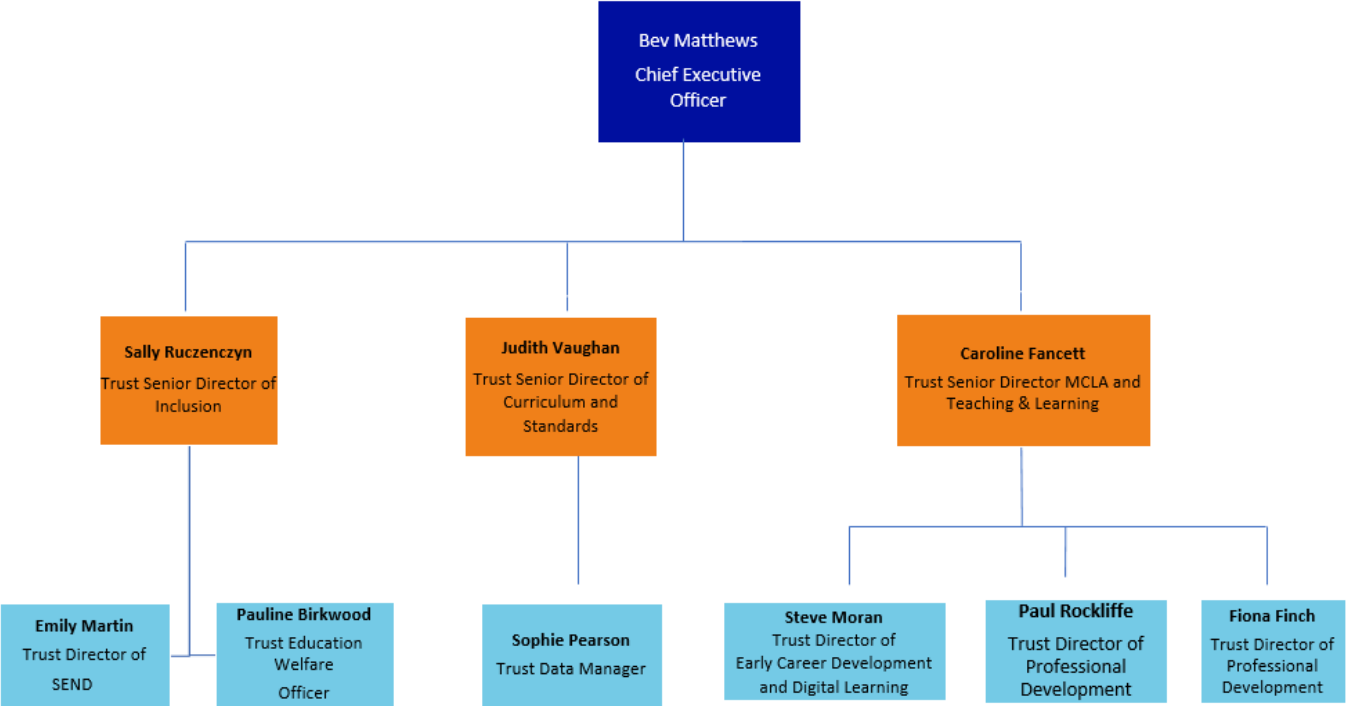 Bev Matthews
Chief Executive
Officer
Sally Ruczenczyn
Trust Senior Director of
Inclusion
Judith Vaughan
Trust Senior Director of
Curriculum and
Standards
Caroline Fancett
Trust Senior Director MCLA and
Teaching & Learning
Emily Martin
Trust Director of
SEND
Pauline Birkwood
Trust Education
Welfare
Officer
Sophie Pearson
Trust Data Manager
Steve Moran
Trust Director of
Early Career Development
and Digital Learning
Paul Rockliffe
Trust Director of
Professional
Development
Fiona Finch
Trust Director of
Professional
Development